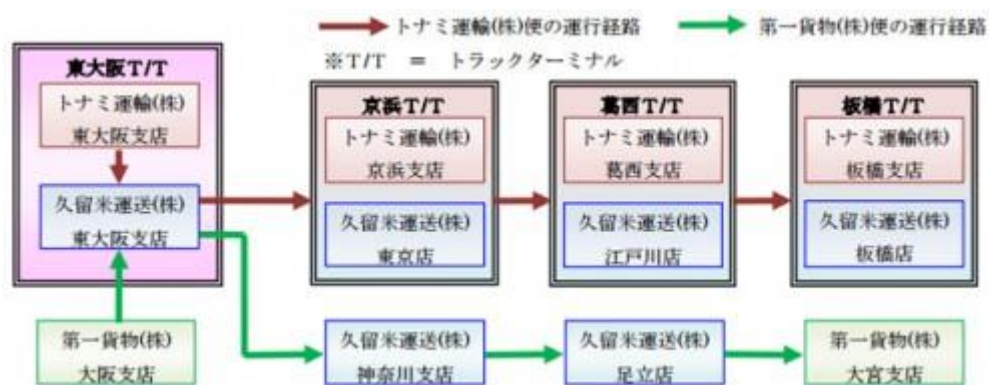 トナミ運輸(株)便の運行経路
第一貨物(株)便の運行経路
※T/T = トラックターミナル
東大阪T/T
トナミ運輸(株)
東大阪支店
久留米運送(株)
東大阪支店
第一貨物(株)
大阪支店
京浜T/T
トナミ運輸(株)
京浜支店
久留米運送(株)
東京店
久留米運送(株)
神奈川支店
葛西T/T
トナミ運輸(株)
葛西支店
久留米運送(株)
江戸川店
久留米運送(株)
足立店
板橋T/T
トナミ運輸(株)
板橋支店
久留米運送(株)
板橋店
第一貨物(株)
大宮支店